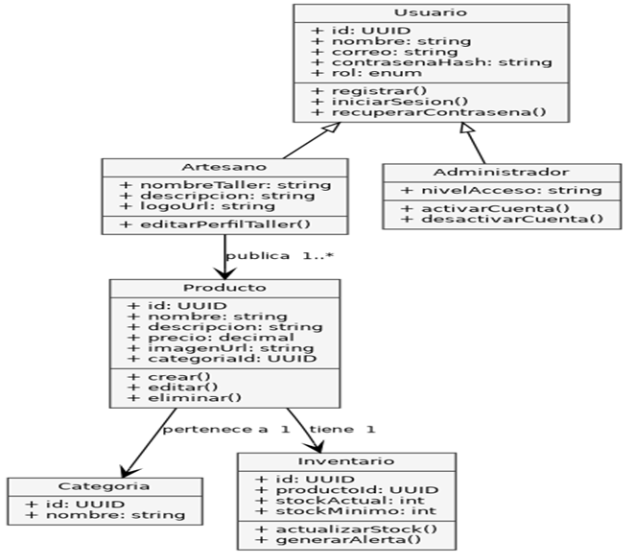 Usuario
+ id: UUID
+ nombre: string
+ correo: string
+ contrasenaHash: string
+ rol: enum
+ registrar()
+ iniciarSesion()
+ recuperarContrasena()
Artesano
+ nombreTaller: string
+ descripcion: string
+ logoUrl: string
+ editarPerfilTaller()
Administrador
+ nivelAcceso: string
+ activarCuenta()
+ desactivarCuenta()
publica 1..*
Producto
+ id: UUID
+ nombre: string
+ descripcion: string
+ precio: decimal
+ imagenUrl: string
+ categoriaId: UUID
+ crear()
+ editar()
+ eliminar()
pertenece a 1
tiene 1
Categoria
+ id: UUID
+ nombre: string
Inventario
+ id: UUID
+ productoId: UUID
+ stockActual: int
+ stockMinimo: int
+ actualizarStock()
+ generarAlerta()